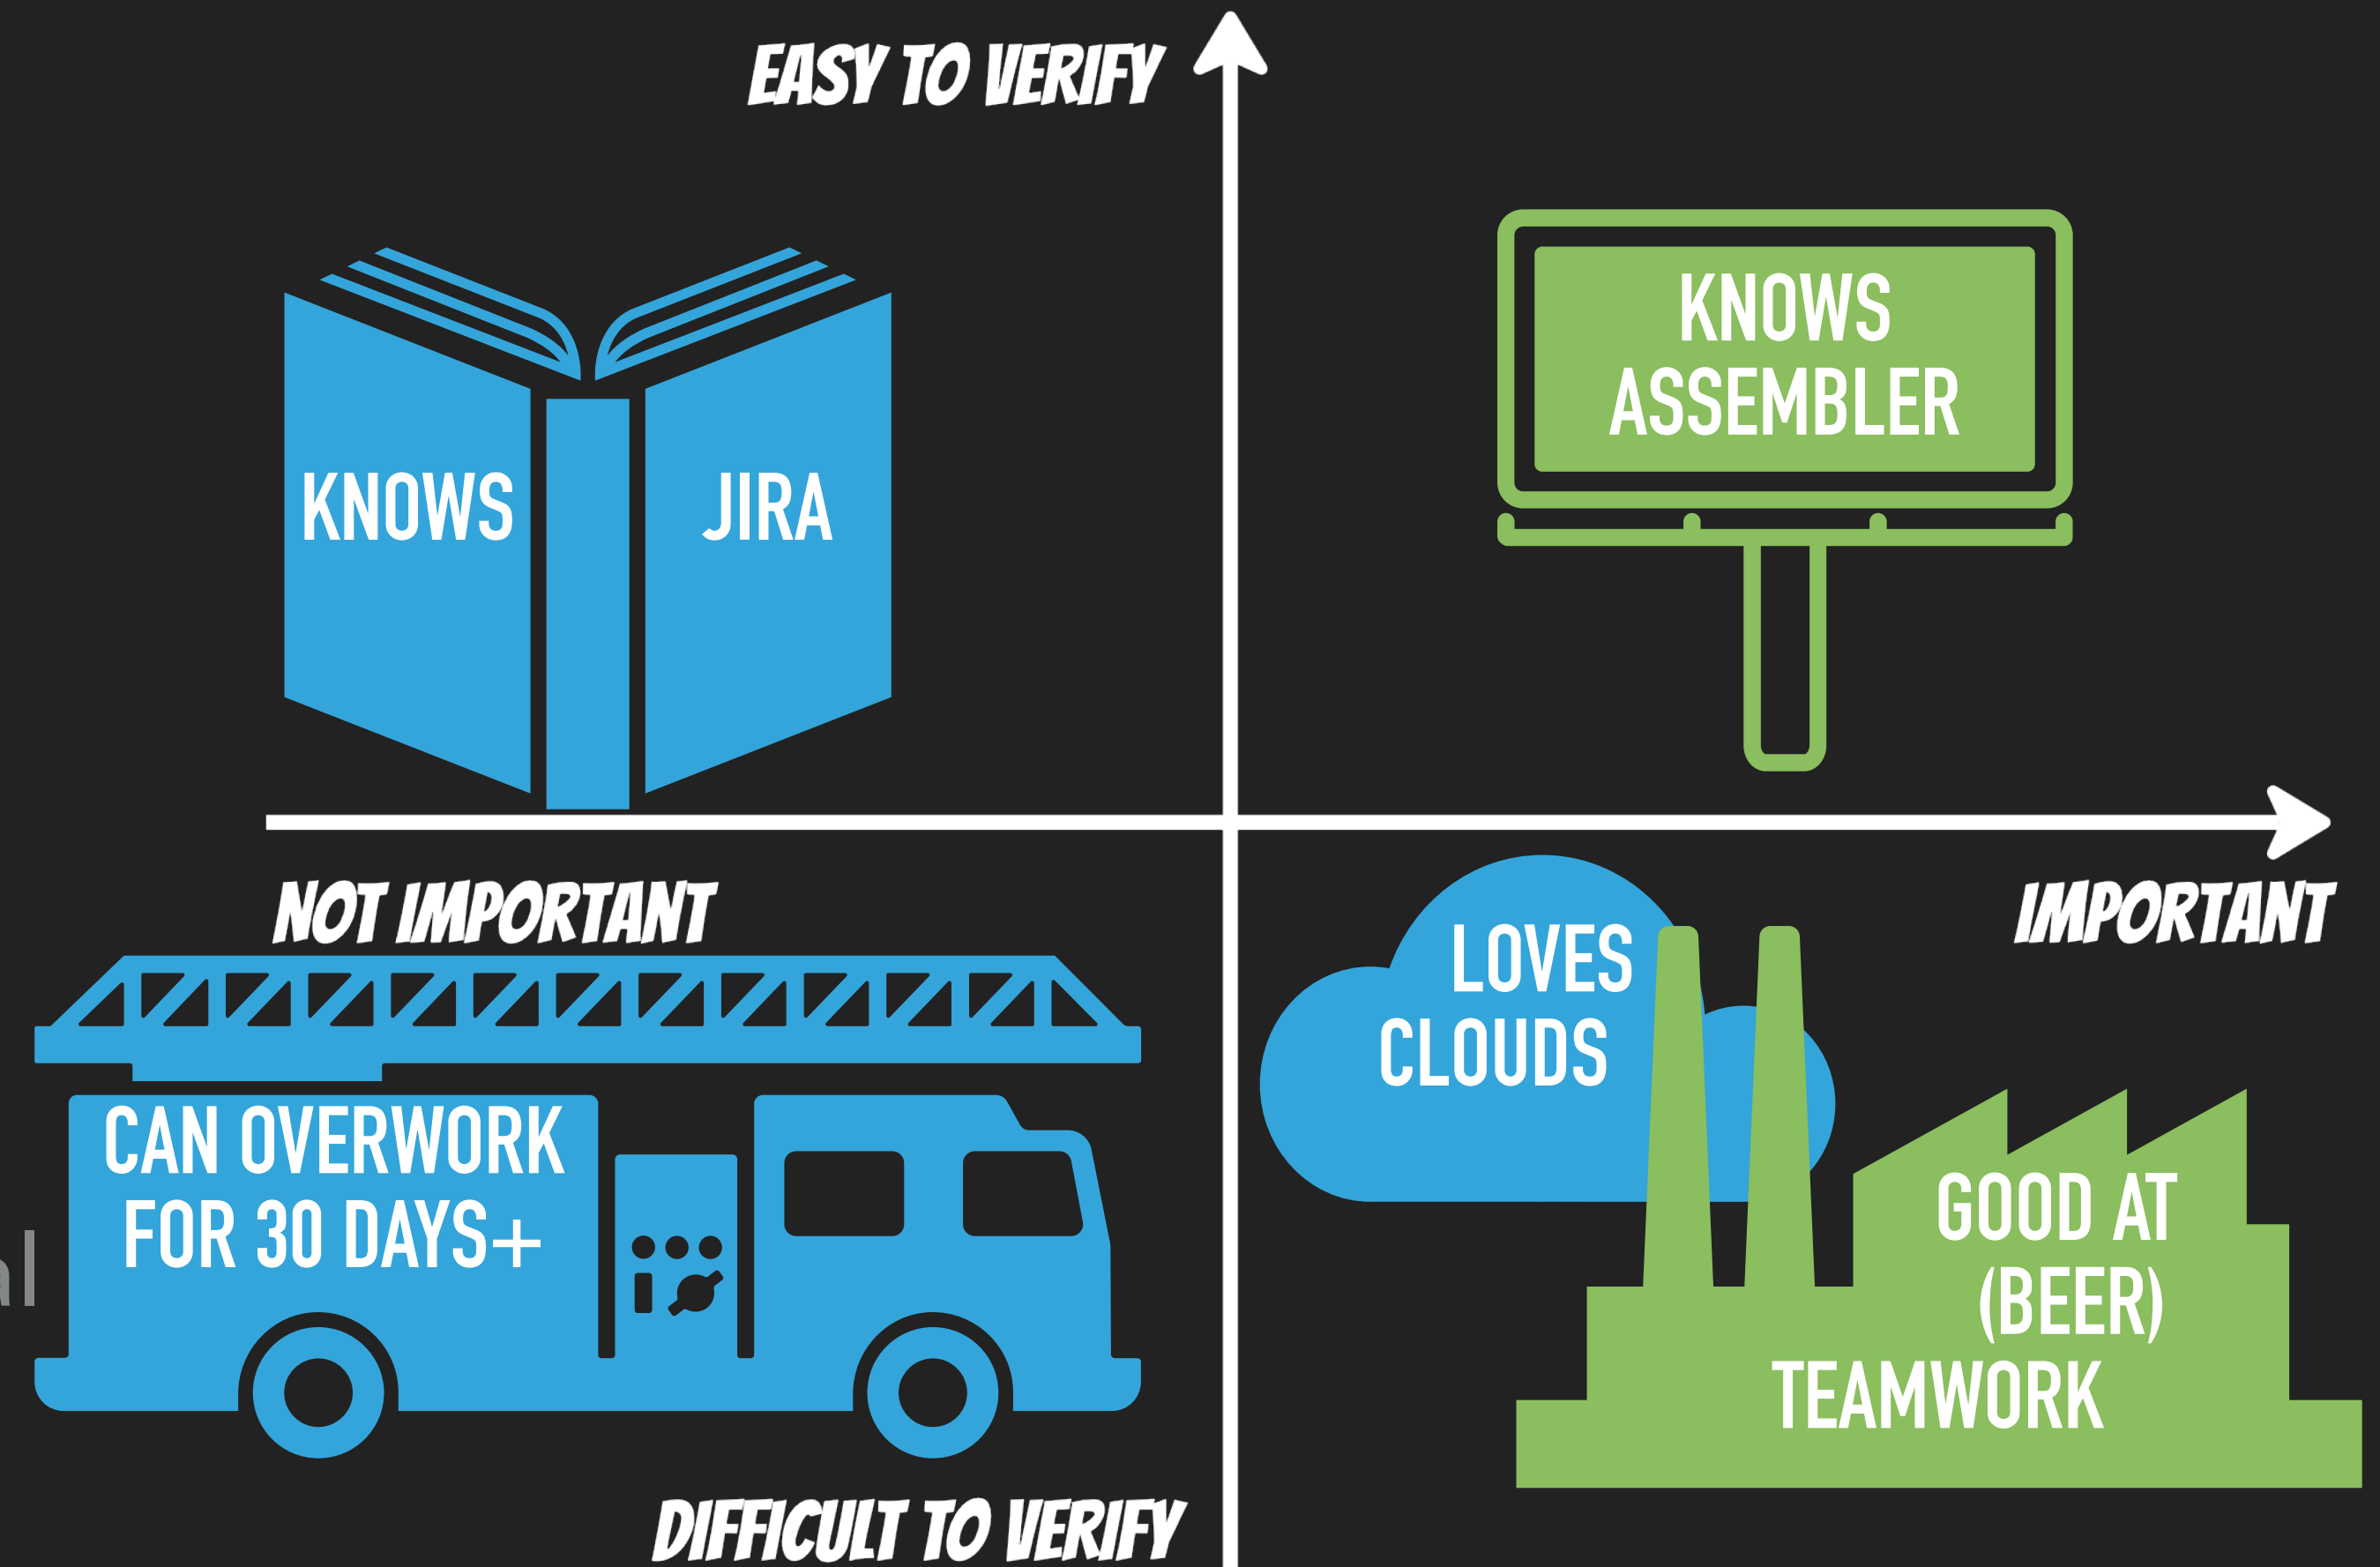 EASY TO VERIFY
KNOWS
ASSEMBLER
KNOWS JIRA
NOT IMPORTANT
IMPORTANT
LOVES
CLOUDS
CAN OVERWORK
FOR 30 DAYS+
GOOD AT
(BEER)
TEAMWORK
DIFFICULT TO VERIFY